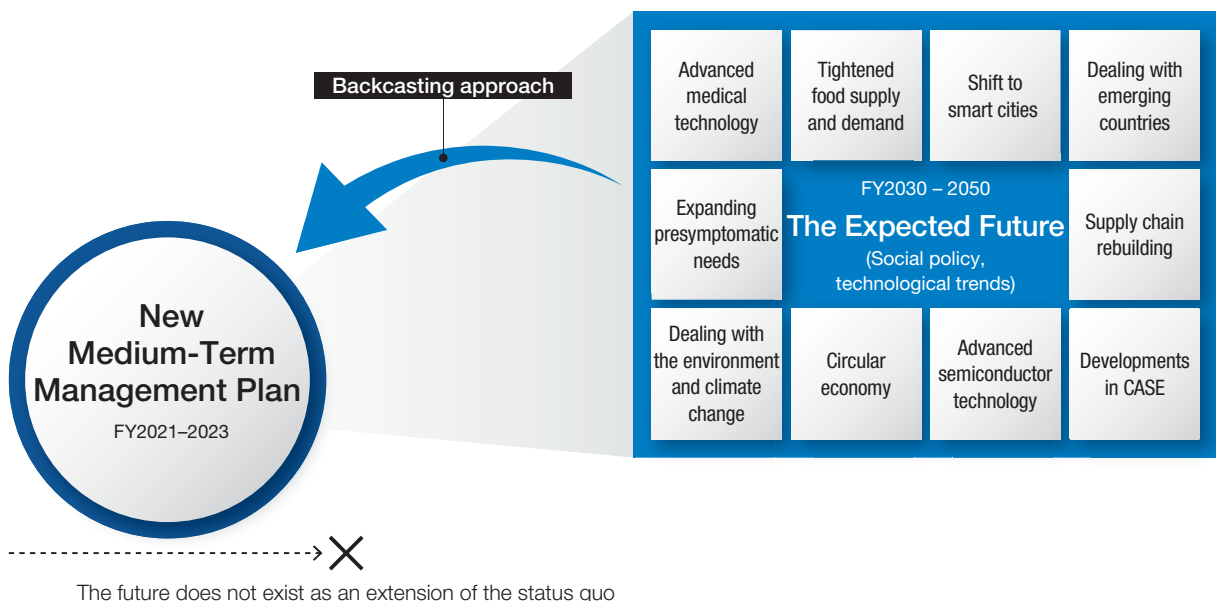 Backcasting approach
New
Medium-Term
Management Plan
FY2021–2023
The future does not exist as an extension of the status quo
Advanced
medical
technology
Tightened
food supply
and demand
Shift to
smart cities
Dealing with
emerging
countries
Expanding
presymptomatic
needs
FY2030 – 2050
The Expected Future
(Social policy,
technological trends)
Supply chain
rebuilding
Dealing with
the environment
and climate
change
Circular
economy
Advanced
semiconductor
technology
Developments
in CASE